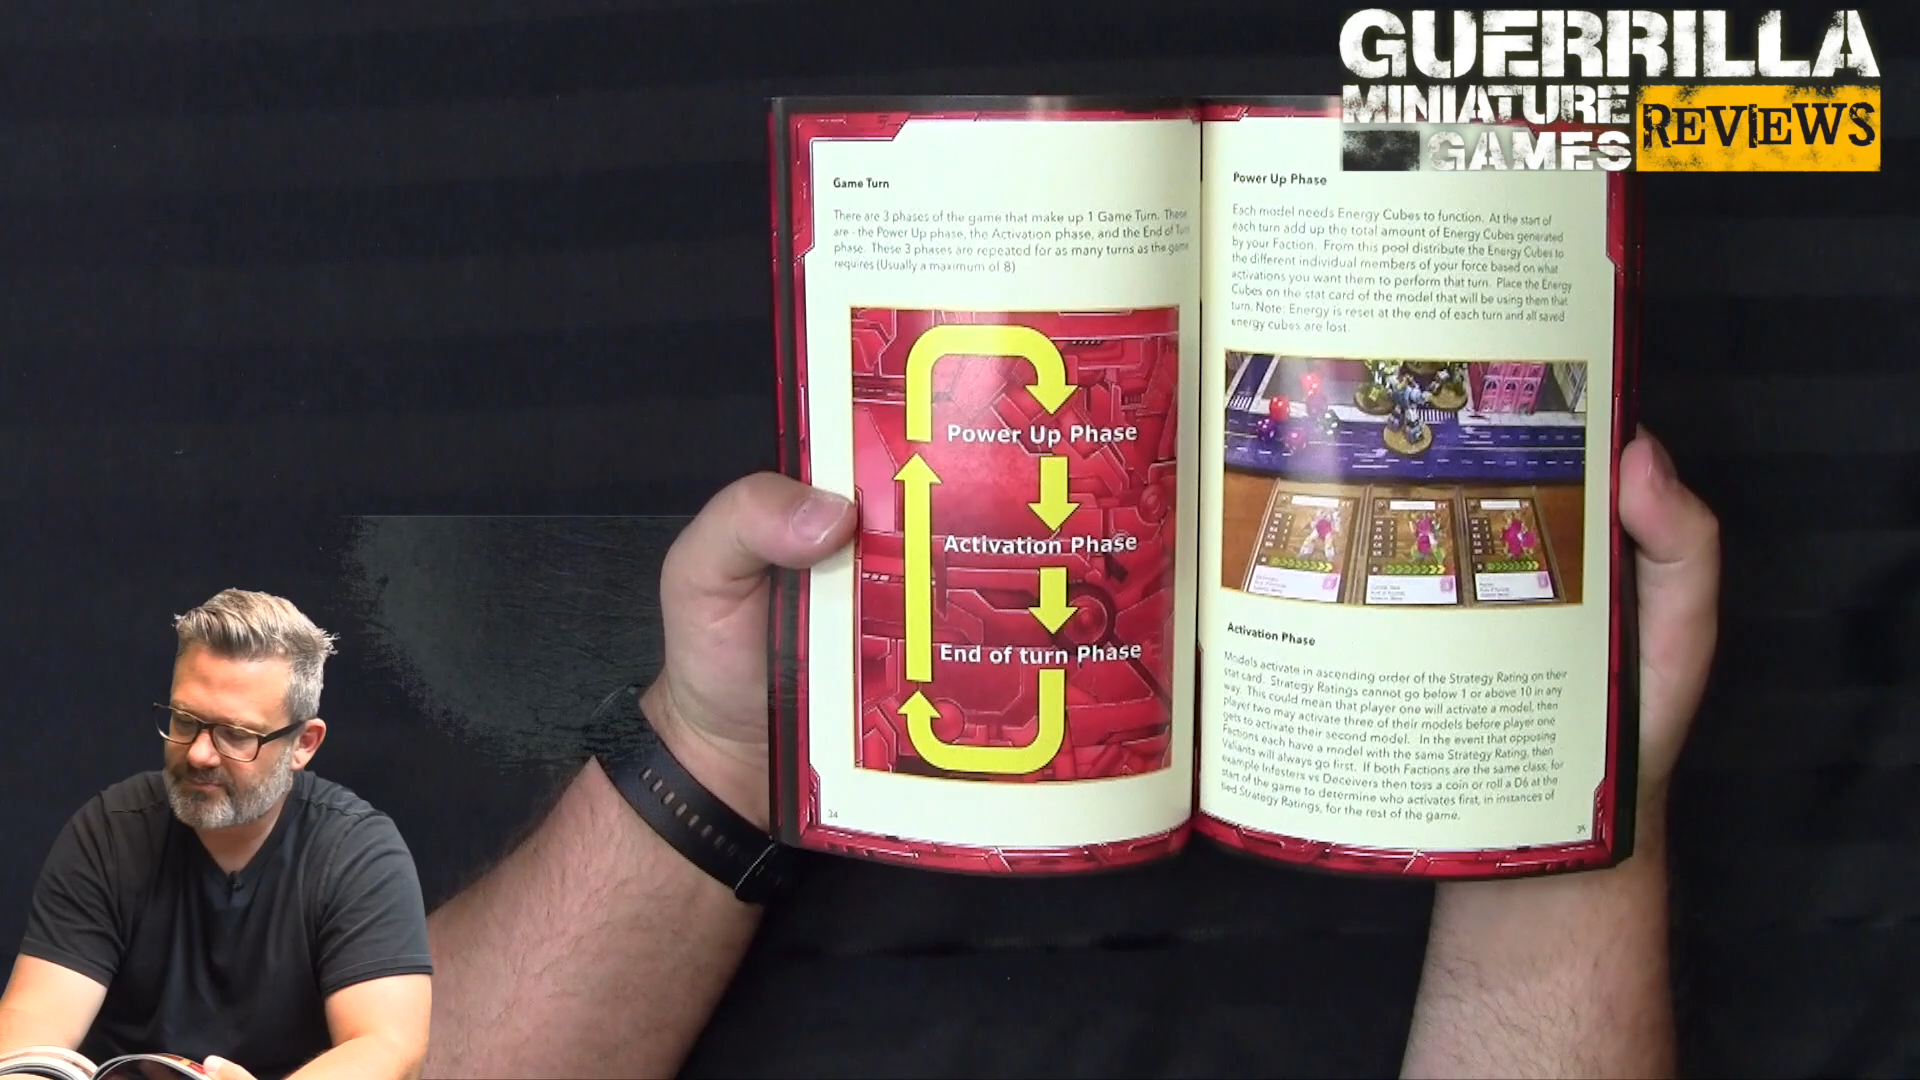 GUERRILLA
MINIATURE
GAMES
REVIEWS
Game Turn
There are 3 phases of the game that make up 1 Game Turn. These
are - the Power Up phase, the Activation phase, and the End of Turn
phase. These 3 phases are repeated for as many turns as the game
requires (Usually a maximum of 8)
Power Up Phase
Activation Phase
End of turn Phase
34
Power Up Phase
Each model needs Energy Cubes to function. At the start of
each turn add up the total amount of Energy Cubes generated
by your Faction. From this pool distribute the Energy Cubes to
the different individual members of your force based on what
activations you want them to perform that turn. Place the Energy
Cubes on the stat card of the model that will be using them that
turn. Note: Energy is reset at the end of each turn and all saved
energy cubes are lost.
Activation Phase
Models activate in ascending order of the Strategy Rating on their
stat card. Strategy Ratings cannot go below 1 or above 10 in any
way. This could mean that player one will activate a model, then
player two may activate three of their models before player one
gets to activate their second model. In the event that opposing
Factions each have a model with the same Strategy Rating, then
Valiants will always go first. If both Factions are the same class, for
example Infesters vs Deceivers then toss a coin or roll a D6 at the
start of the game to determine who activates first, in instances of
tied Strategy Ratings, for the rest of the game.